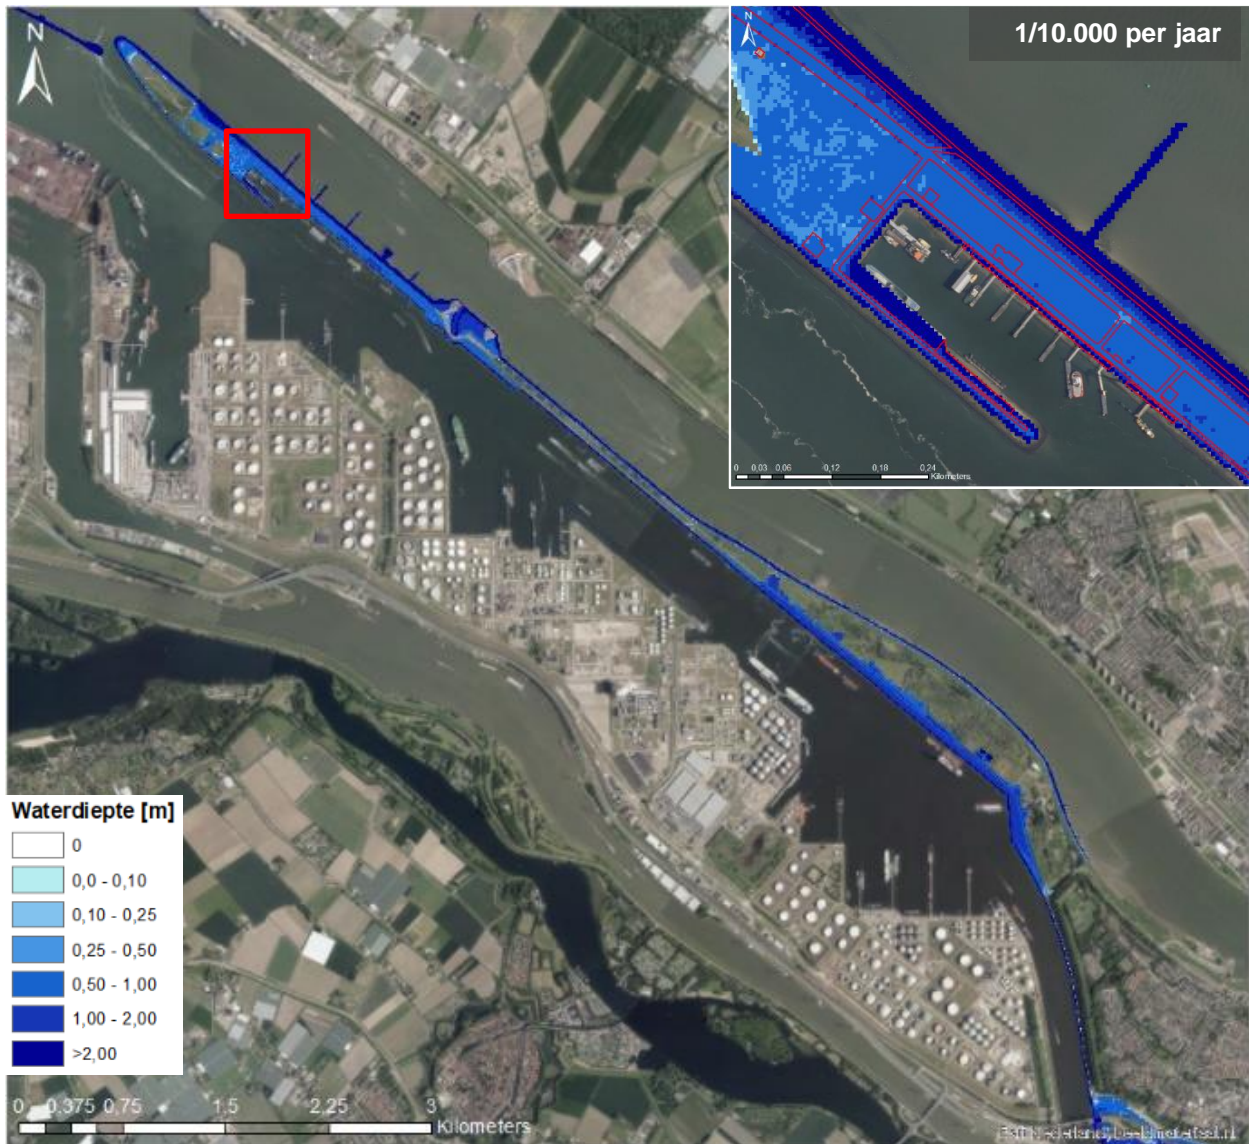 N
N
1/10.000 per jaar
0 0,03 0,06 0,12 0,18 0,24
Kilometers
Waterdiepte [m]
0
0,0 - 0,10
0,10 - 0,25
0,25 - 0,50
0,50 - 1,00
1,00 - 2,00
>2,00
0 0.375 0.75 1.5 2.25 3
Kilometers